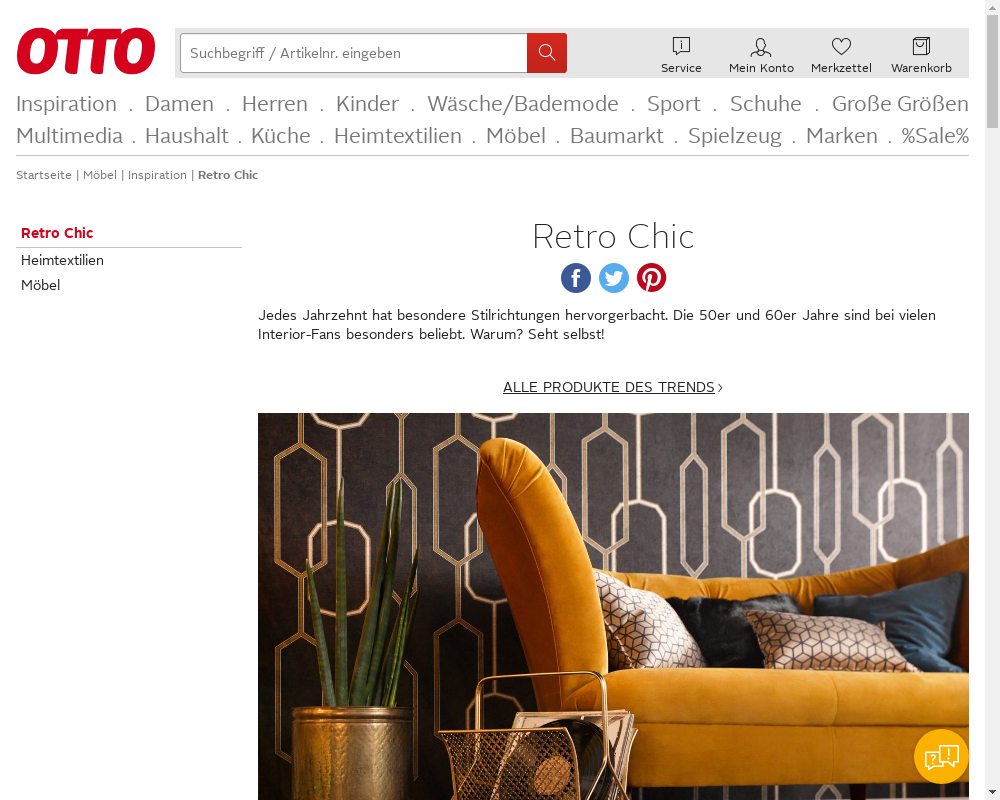 OTTO
Suchbegriff / Artikelnr. eingeben
Service
Mein Konto
Merkzettel
Warenkorb
Inspiration . Damen . Herren . Kinder . Wäsche/Bademode . Sport . Schuhe . Große Größen
Multimedia . Haushalt . Küche . Heimtextilien . Möbel . Baumarkt . Spielzeug . Marken . %Sale%
Startseite | Möbel | Inspiration | Retro Chic
Retro Chic
Heimtextilien
Möbel
Retro Chic
Jedes Jahrzehnt hat besondere Stilrichtungen hervorgerbacht. Die 50er und 60er Jahre sind bei vielen
Interior-Fans besonders beliebt. Warum? Seht selbst!
ALLE PRODUKTE DES TRENDS ›